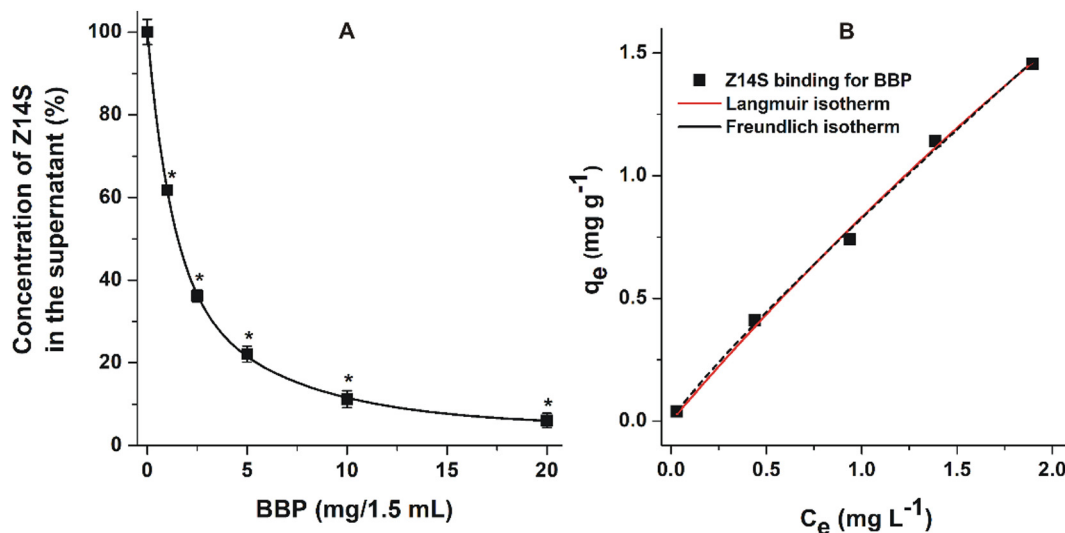 A
Concentration of Z14S
in the supernatant (%)
100
80
60
40
20
0
*
*
*
*
*
0
5
10
15
20
BBP (mg/1.5 mL)
B
Z14S binding for BBP
Langmuir isotherm
Freundlich isotherm
qe (mg g-1)
1.5
1.0
0.5
0.0
0.0
0.5
1.0
1.5
2.0
Ce (mg L-1)